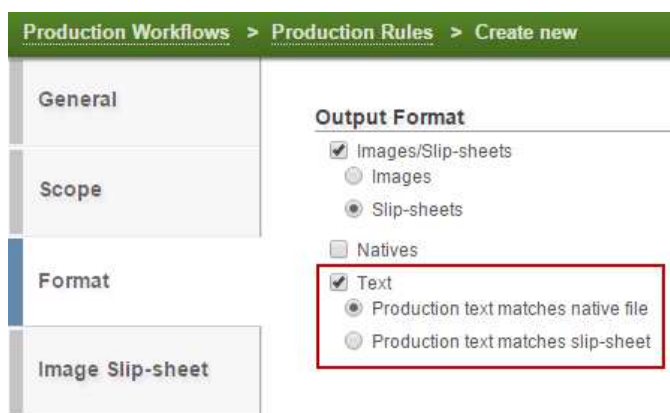 Production Workflows > Production Rules > Create new
General
Scope
Format
Image Slip-sheet
Output Format
Images/Slip-sheets
Images
Slip-sheets
Natives
Text
Production text matches native file
Production text matches slip-sheet